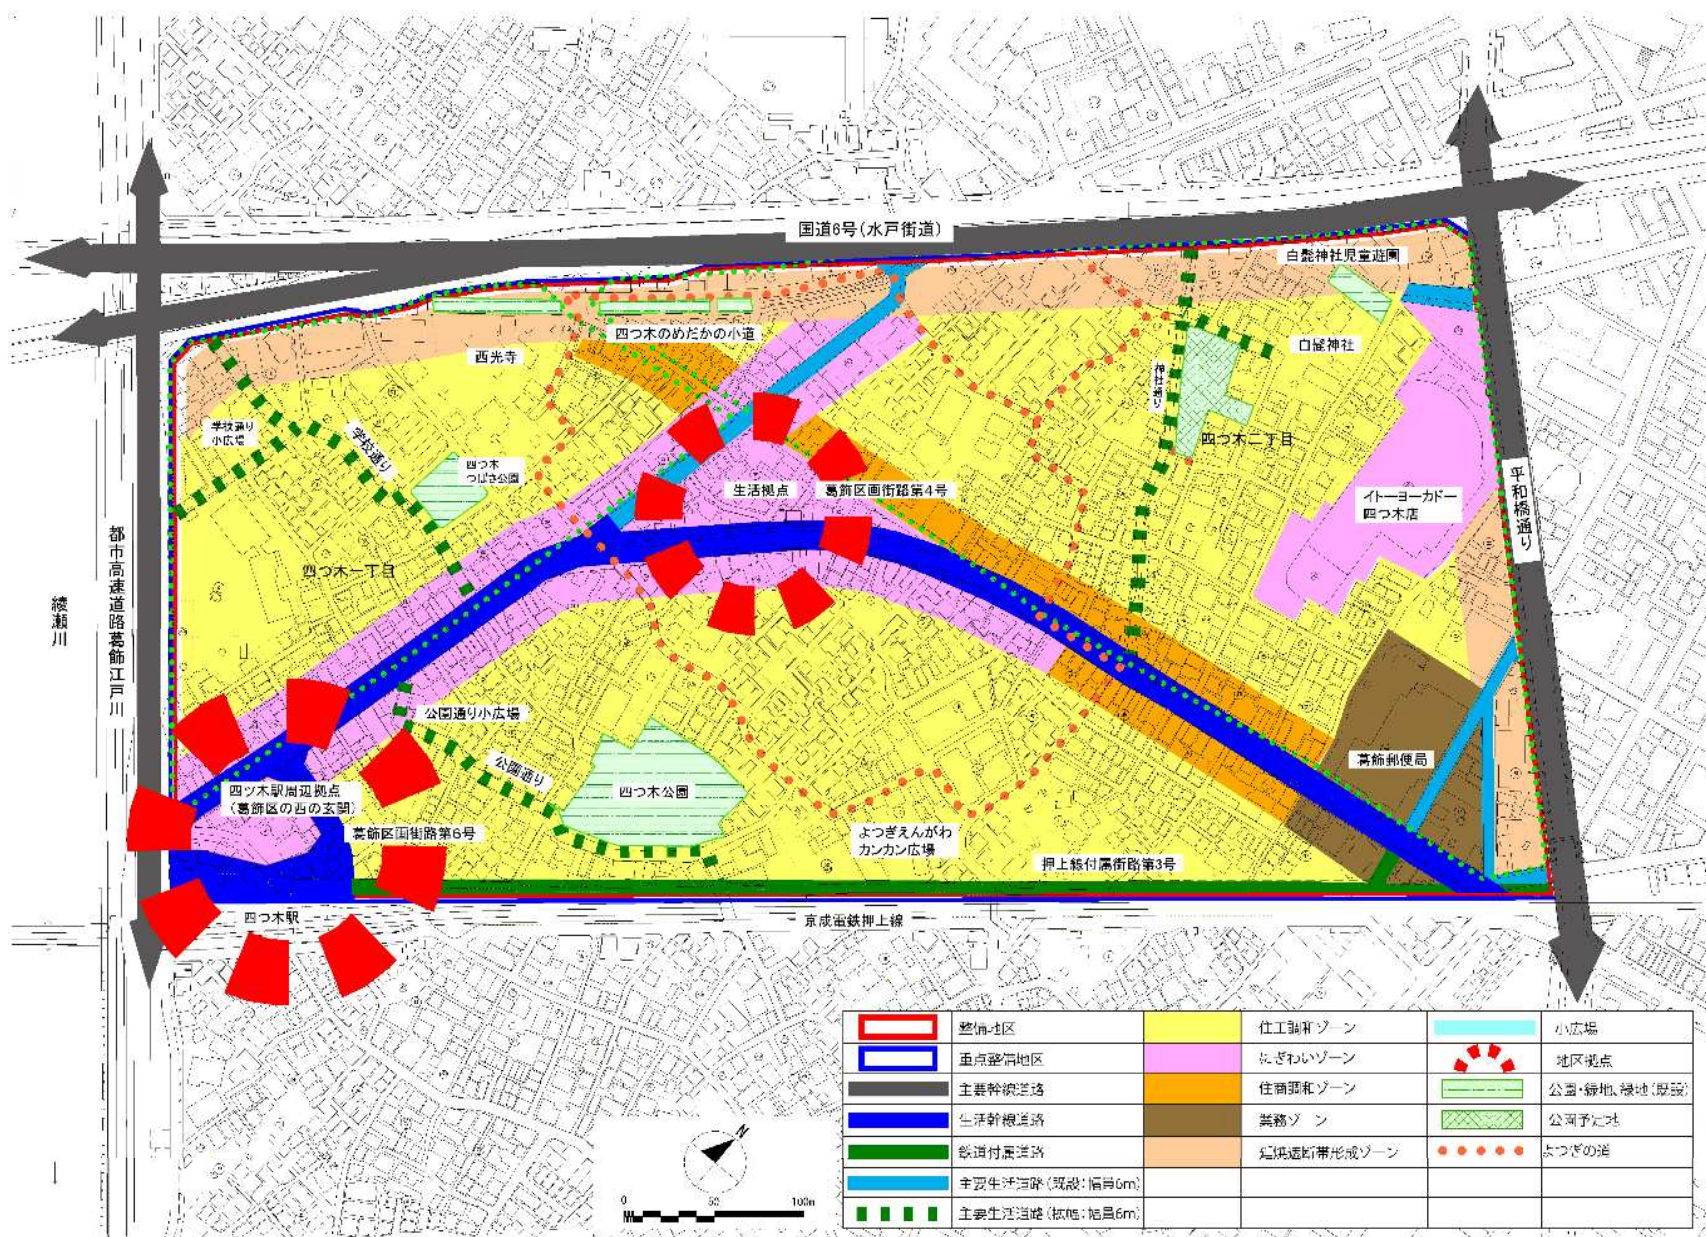 国道6号(水戸街道)
白髭神社児童遊園
四つ木のめだかの小道
西光寺
白髭神社
神社通り
学校通り
小広場
学校通り
四つ木
つばさ公園
四つ木二丁目
生活拠点
葛飾区画街路第4号
イトーヨーカドー
四つ木店
平和橋通り
都市高速道路葛飾江戸川
綾瀬川
四つ木一丁目
公園通り小広場
公園通り
葛飾郵便局
四ツ木駅周辺拠点
(葛飾区の西の玄関)
四つ木公園
葛飾区画街路第6号
よつぎえんがわ
カンカン広場
押上線付属街路第3号
四つ木駅
京成電鉄押上線
N
0 50 100m
整備地区
重点整備地区
主要幹線道路
生活幹線道路
鉄道付属道路
主要生活道路(既設:幅員6m)
主要生活道路(拡幅:幅員6m)
住工調和ゾーン
にぎわいゾーン
住商調和ゾーン
業務ゾーン
延焼遮断帯形成ゾーン
小広場
地区拠点
公園・緑地、緑地(既設)
公園予定地
よつぎの道